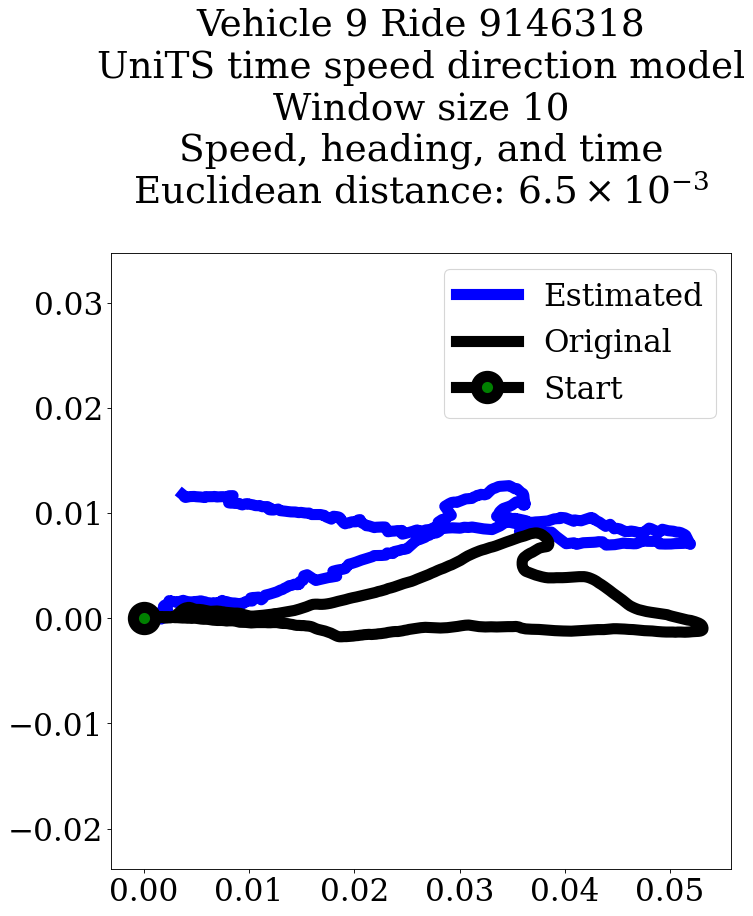 Vehicle 9 Ride 9146318
UniTS time speed direction model
Window size 10
Speed, heading, and time
Euclidean distance: 6.5 × 10⁻³
Estimated
Original
Start
0.03
0.02
0.01
0.00
−0.01
−0.02
0.00 0.01 0.02 0.03 0.04 0.05